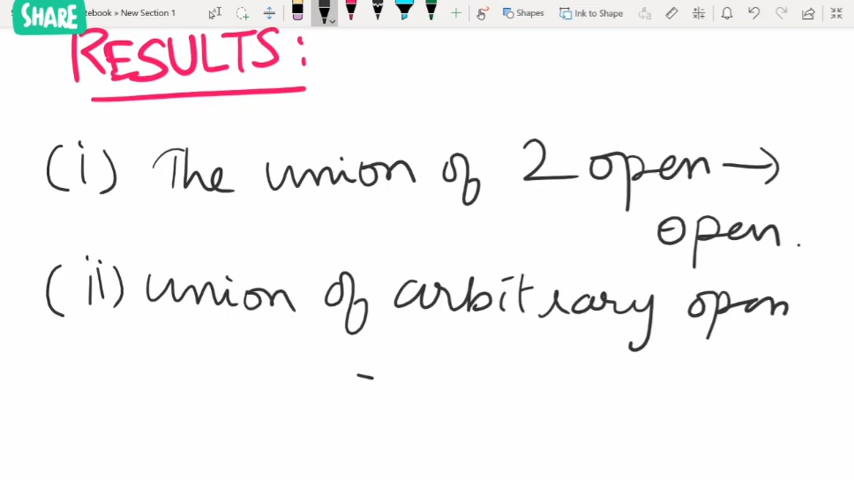 SHARE
otebook » New Section 1
Shapes
Ink to Shape
RESULTS:
(i) The union of 2 open →
open.
(ii) union of arbitrary open
-